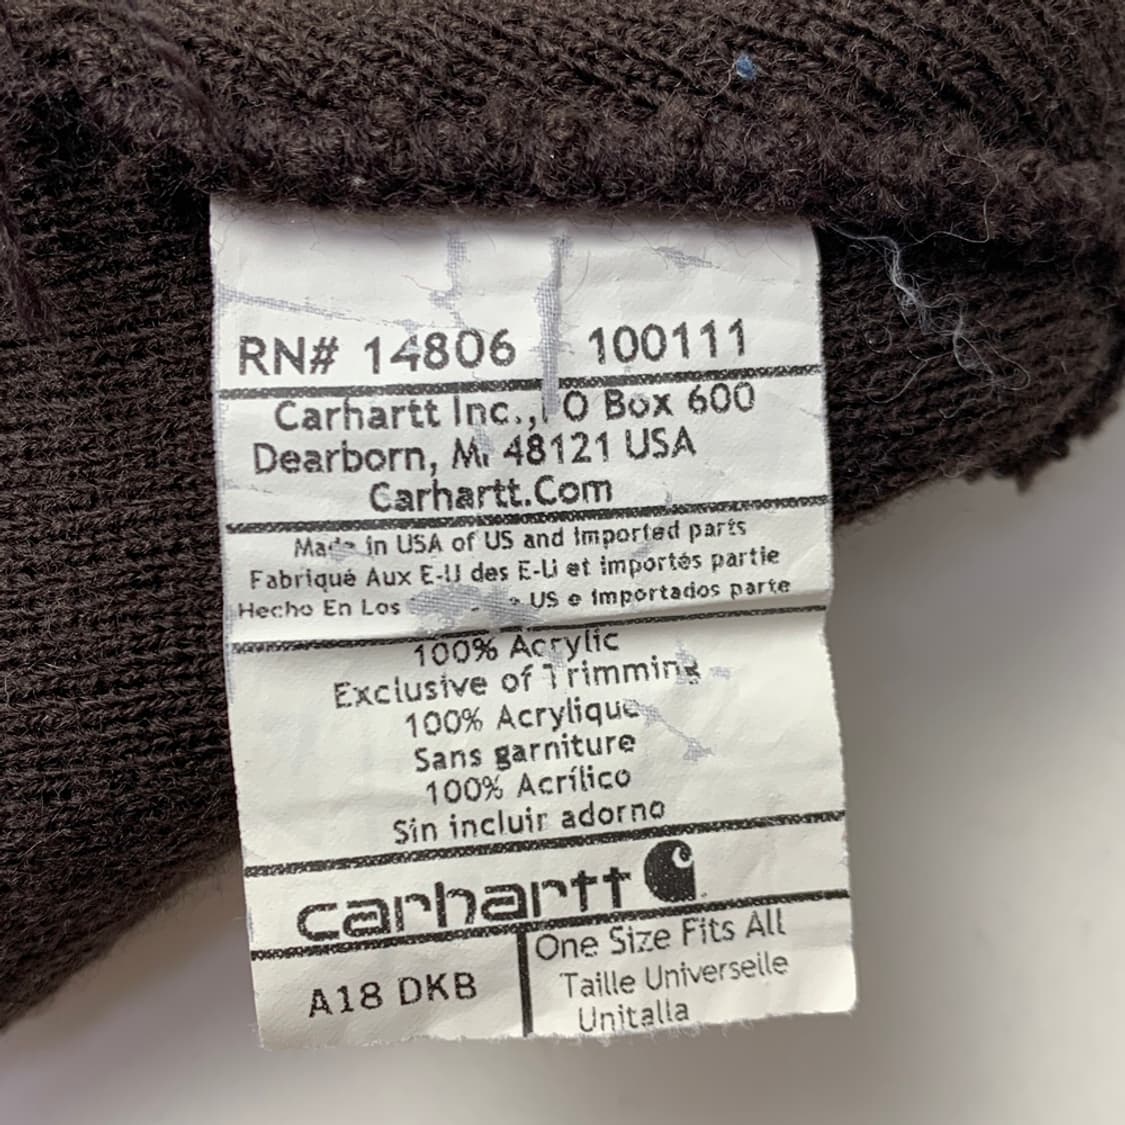 RN# 14806 100111
Carhartt Inc., O Box 600
Dearborn, MI 48121 USA
Carhartt.Com
Made in USA of US and Imported parts
Fabriqué Aux E-U des E-U et importés partie
Hecho En Los US e importados parte
100% Acrylic
Exclusive of Trimming
100% Acrylique
Sans garniture
100% Acrílico
Sin incluir adorno
carhartt
A18 DKB
One Size Fits All
Taille Universelle
Unitalla